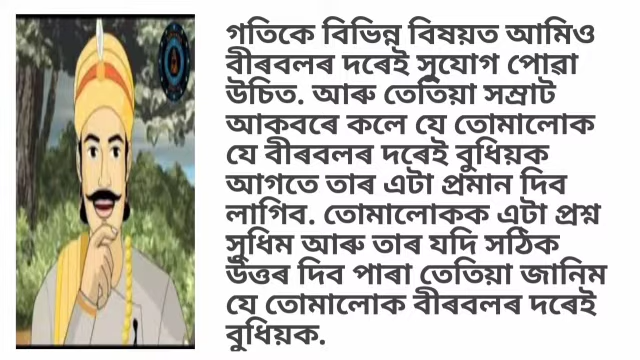 গতিকে বিভিন্ন বিষয়ত আমিও
বীৰবলৰ দৰেই সুযোগ পোৱা
উচিত. আৰু তেতিয়া সম্ৰাট
আকবৰে কলে যে তোমালোক
যে বীৰবলৰ দৰেই বুধিয়ক
আগতে তাৰ এটা প্ৰমান দিব
লাগিব. তোমালোকক এটা প্ৰশ্ন
সুধিম আৰু তাৰ যদি সঠিক
উত্তৰ দিব পাৰা তেতিয়া জানিম
যে তোমালোক বীৰবলৰ দৰেই
বুধিয়ক.